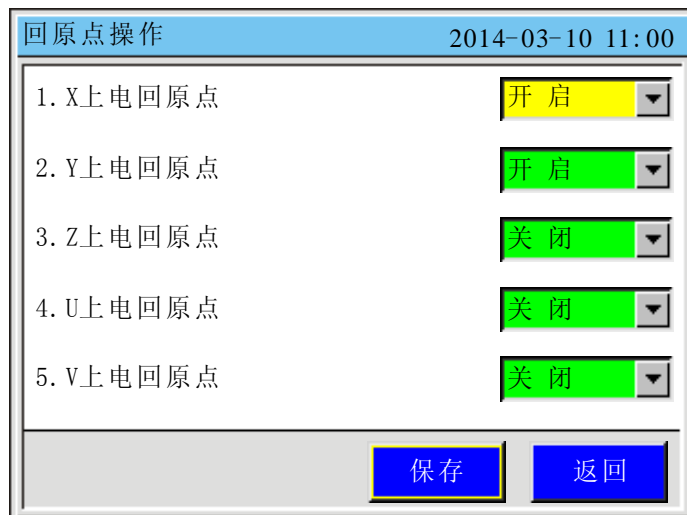 回原点操作 2014-03-10 11:00
1.X上电回原点 开 启
2.Y上电回原点 开 启
3.Z上电回原点 关 闭
4.U上电回原点 关 闭
5.V上电回原点 关 闭
保存 返回